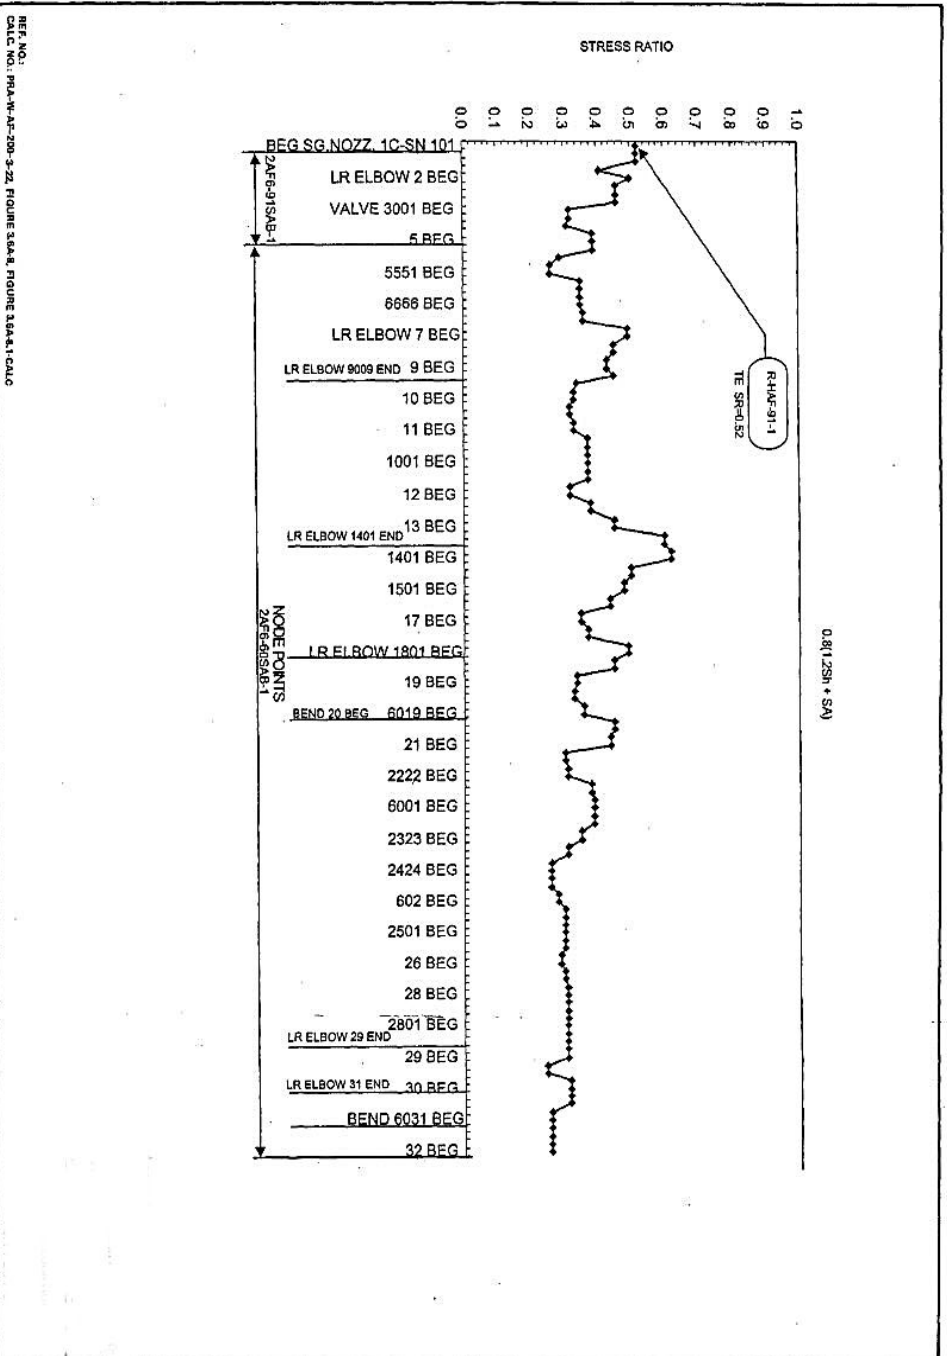 STRESS RATIO
1.0
0.9
0.8
0.7
0.6
0.5
0.4
0.3
0.2
0.1
0.0
R-HAF-91-1
TE SR=0.52
0.8(1.2Sh + SA)
BEG SG.NOZZ. 1C-SN 101
LR ELBOW 2 BEG
VALVE 3001 BEG
5 BEG
5551 BEG
6666 BEG
LR ELBOW 7 BEG
LR ELBOW 9009 END
9 BEG
10 BEG
11 BEG
1001 BEG
12 BEG
13 BEG
LR ELBOW 1401 END
1401 BEG
1501 BEG
17 BEG
LR ELBOW 1801 BEG
19 BEG
BEND 20 BEG
6019 BEG
21 BEG
2222 BEG
6001 BEG
2323 BEG
2424 BEG
602 BEG
2501 BEG
26 BEG
28 BEG
2801 BEG
LR ELBOW 29 END
29 BEG
LR ELBOW 31 END
30 BEG
BEND 6031 BEG
32 BEG
2AF6-91SAB-1
NODE POINTS
2AF6-60SAB-1
REF. NO.:
CALC. NO.: PRA-W-AF-200-3-22, FIGURE 3.6A-8, FIGURE 3.6A-8.1-CALC